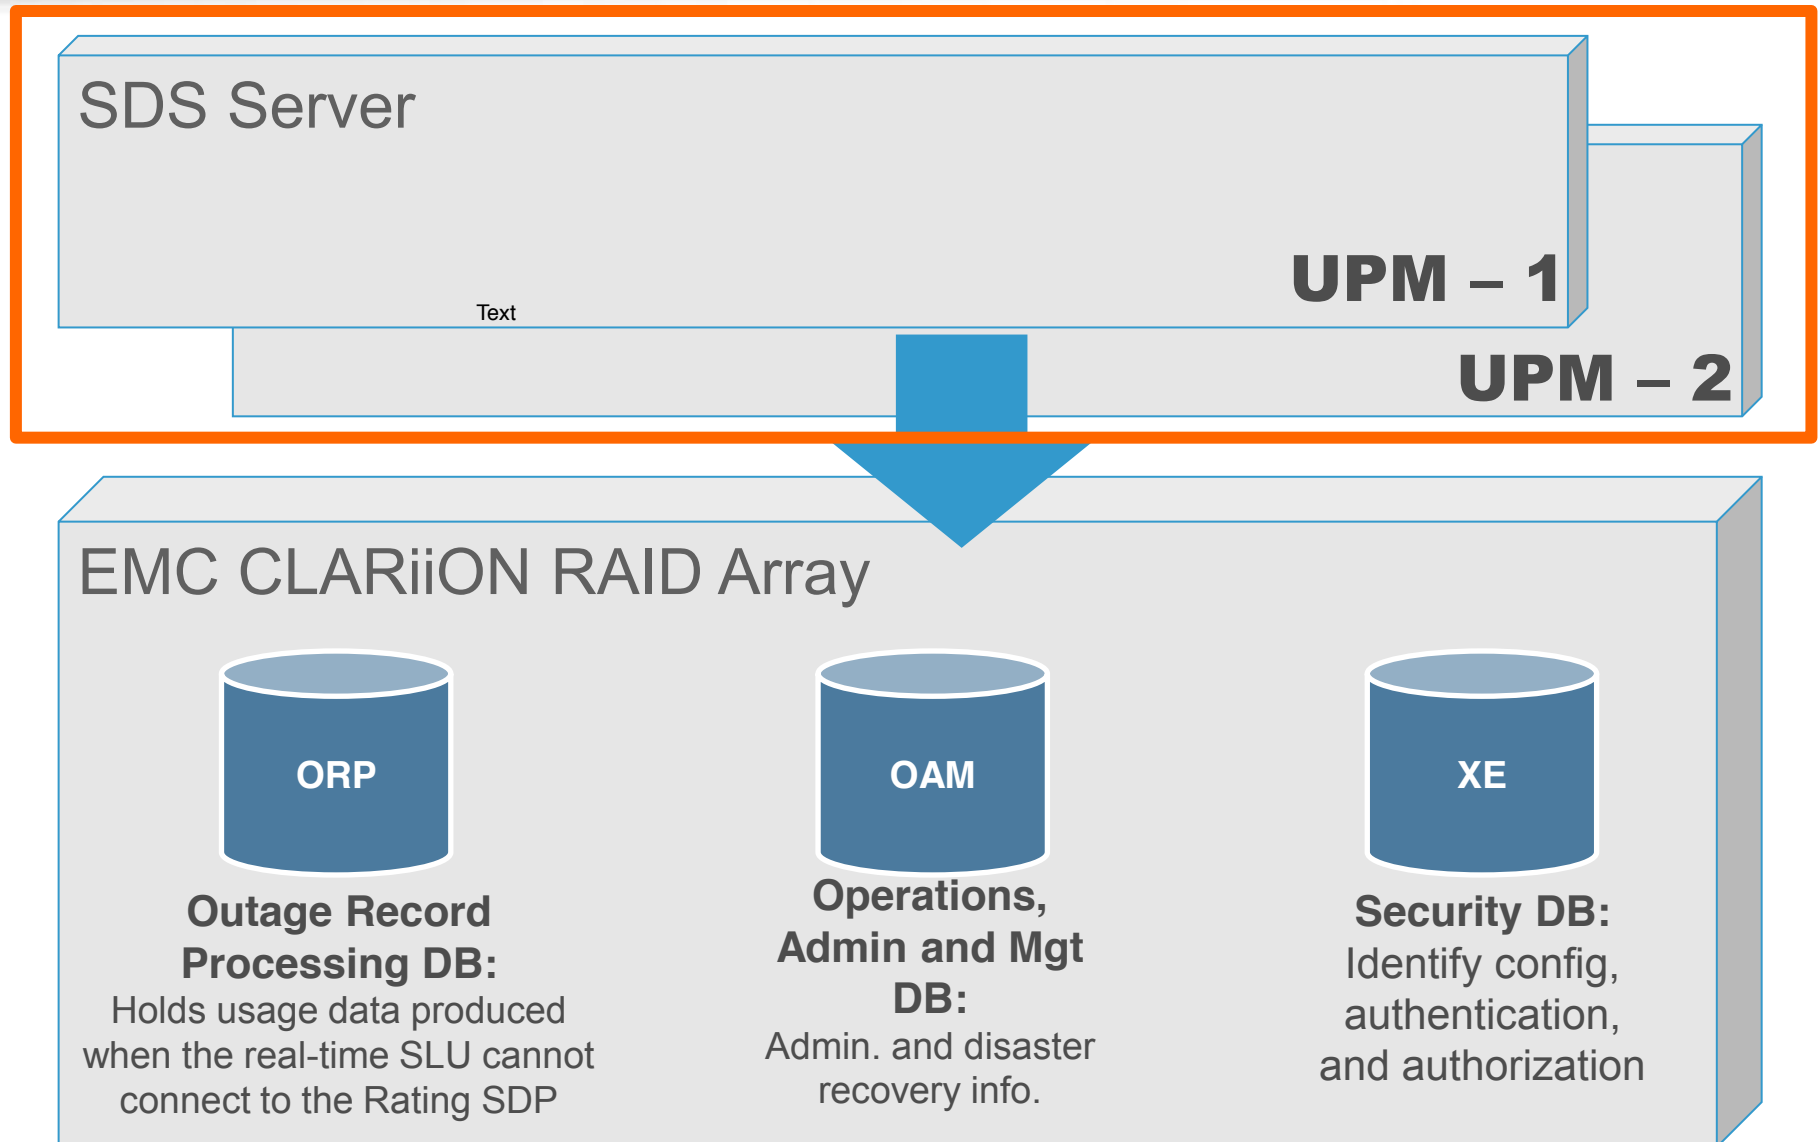 SDS Server
UPM – 1
Text
UPM – 2
EMC CLARiiON RAID Array
ORP
OAM
XE
Outage Record
Processing DB:
Holds usage data produced
when the real-time SLU cannot
connect to the Rating SDP
Operations,
Admin and Mgt
DB:
Admin. and disaster
recovery info.
Security DB:
Identify config,
authentication,
and authorization